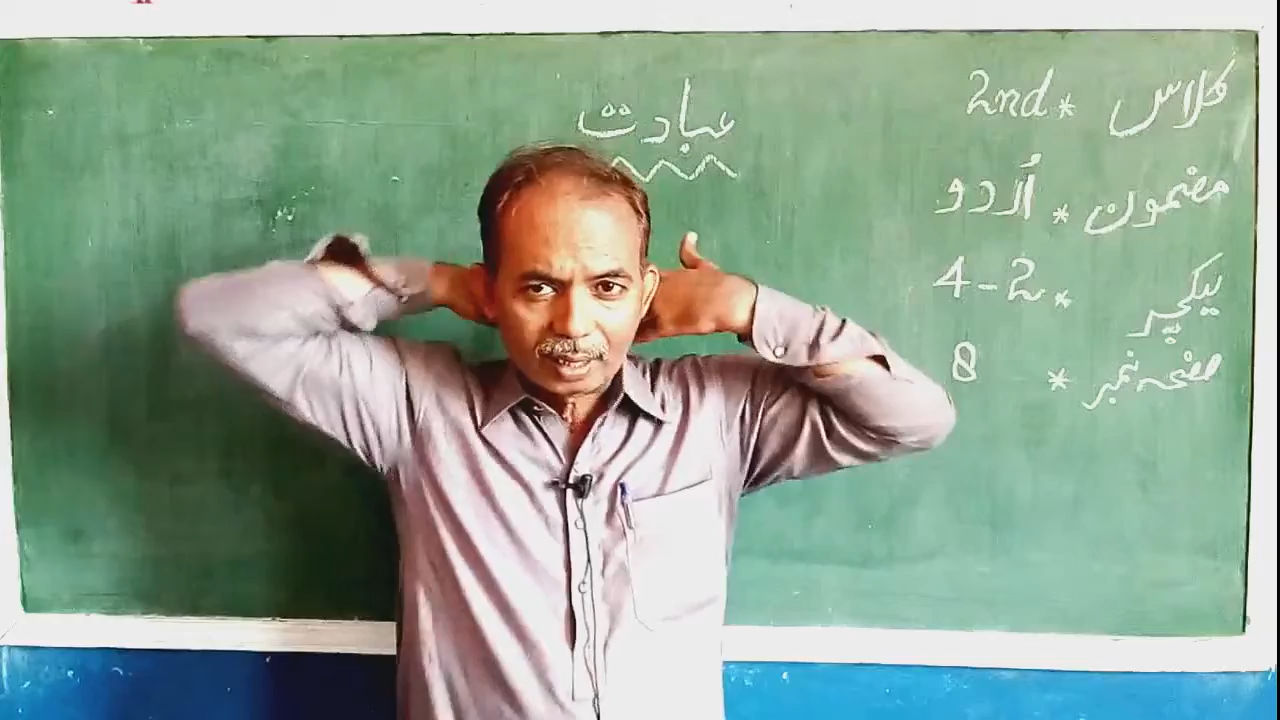 عبادت
کلاس * 2nd
مضمون * اُردو
لیکچر * 2-4
صفحہ نمبر * 8